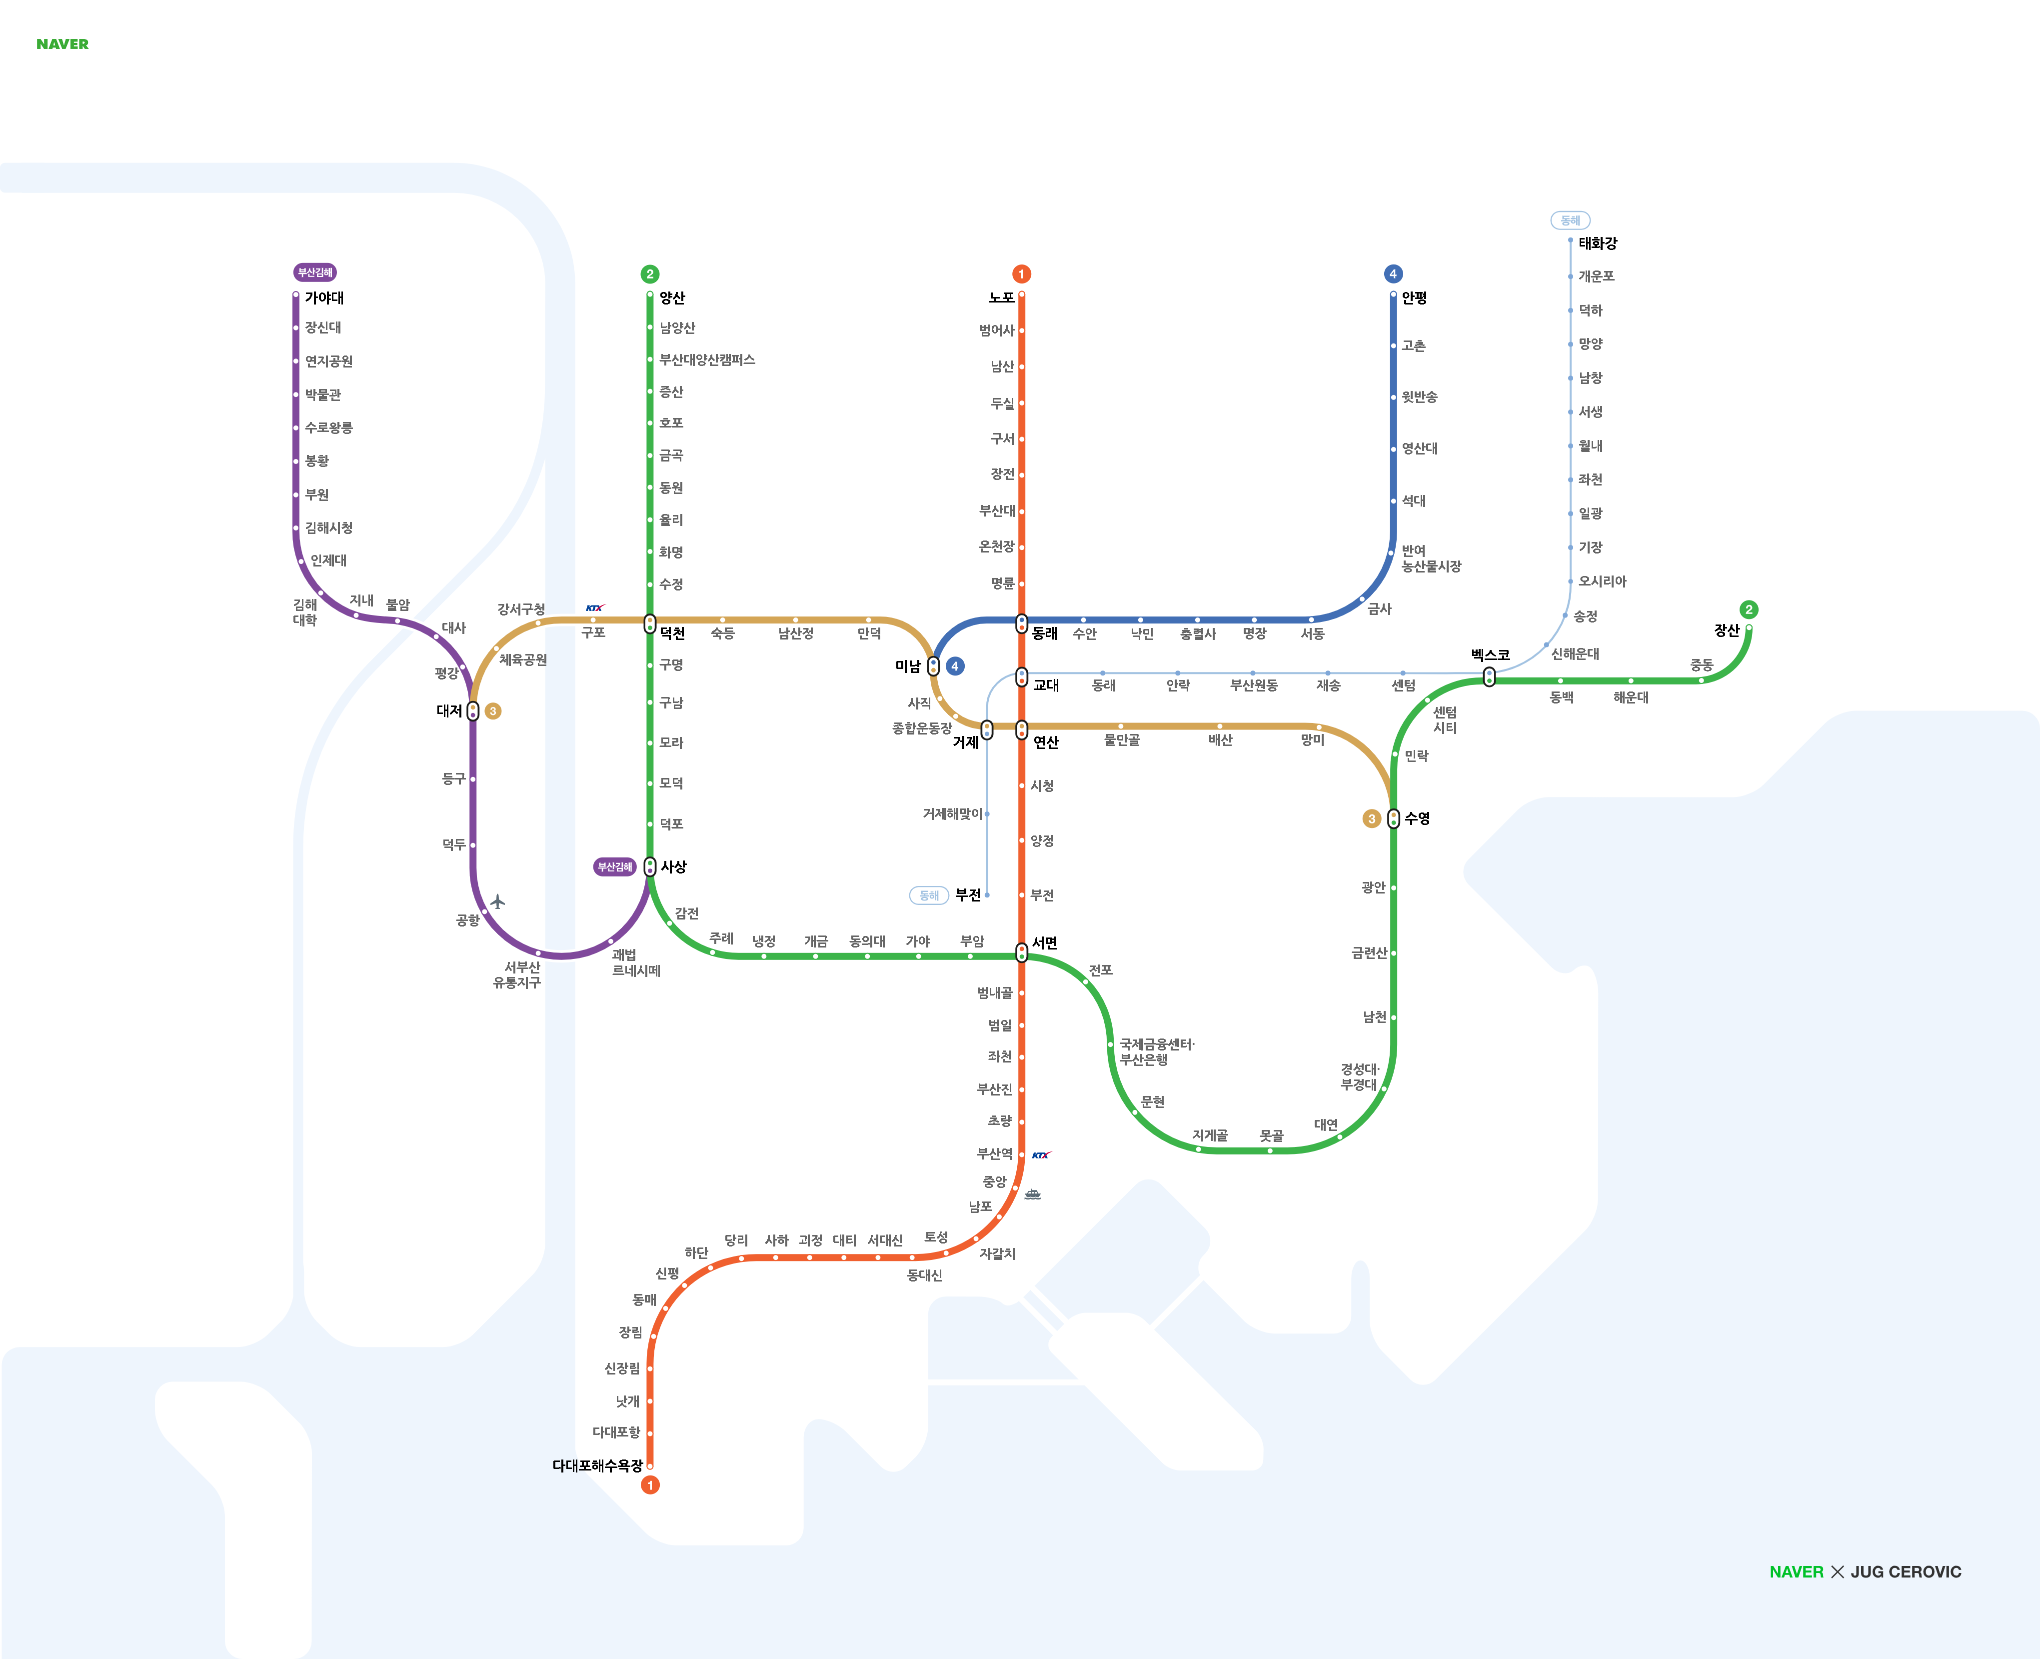 NAVER
동해
태화강
개운포
덕하
망양
남창
서생
월내
좌천
일광
기장
오시리아
송정
신해운대
벡스코
센텀
재송
부산원동
안락
동래
교대
거제
거제해맞이
동해
부전
부산김해
가야대
장신대
연지공원
박물관
수로왕릉
봉황
부원
김해시청
인제대
김해
대학
지내
불암
대사
평강
대저
3
등구
덕두
공항
서부산
유통지구
괘법
르네시떼
부산김해
사상
2
양산
남양산
부산대양산캠퍼스
증산
호포
금곡
동원
율리
화명
수정
덕천
구명
구남
모라
모덕
덕포
감전
주례
냉정
개금
동의대
가야
부암
서면
전포
국제금융센터·
부산은행
문현
지게골
못골
대연
경성대·
부경대
남천
금련산
광안
3
수영
민락
센텀
시티
동백
해운대
중동
장산
2
1
노포
범어사
남산
두실
구서
장전
부산대
온천장
명륜
동래
연산
시청
양정
부전
범내골
범일
좌천
부산진
초량
부산역
KTX
중앙
남포
자갈치
토성
동대신
서대신
대티
괴정
사하
당리
하단
신평
동매
장림
신장림
낫개
다대포항
다대포해수욕장
1
4
안평
고촌
윗반송
영산대
석대
반여
농산물시장
금사
서동
명장
충렬사
낙민
수안
미남
4
강서구청
체육공원
KTX
구포
숙등
남산정
만덕
사직
종합운동장
물만골
배산
망미
NAVER × JUG CEROVIC